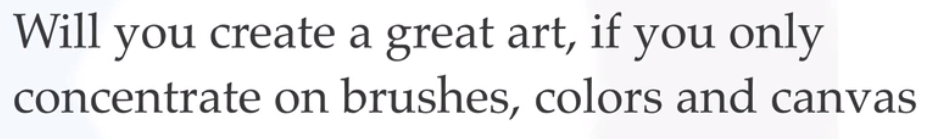 Will you create a great art, if you only
concentrate on brushes, colors and canvas